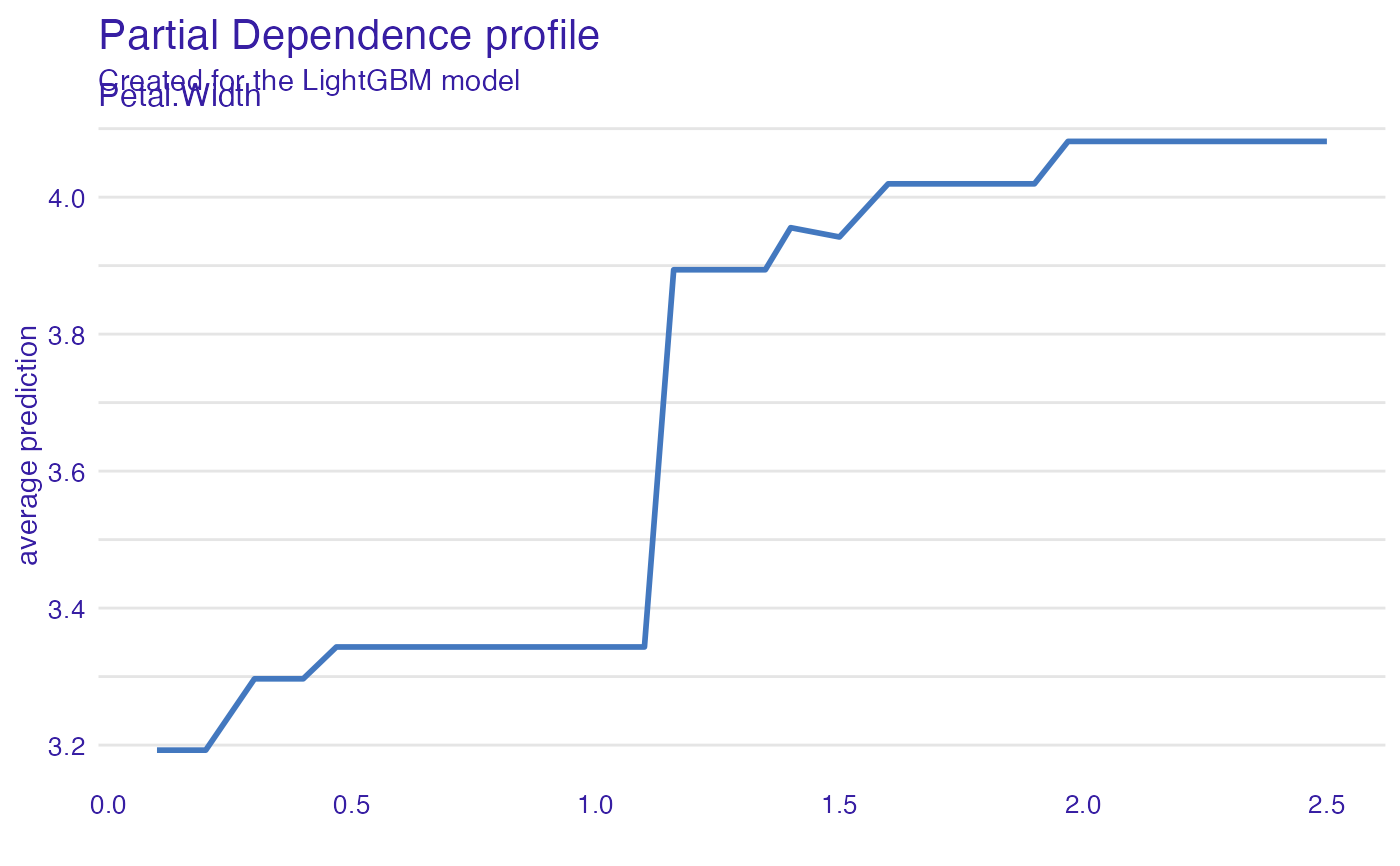 Partial Dependence profile
Created for the LightGBM model
Petal.Width
average prediction
4.0
3.8
3.6
3.4
3.2
0.0 0.5 1.0 1.5 2.0 2.5